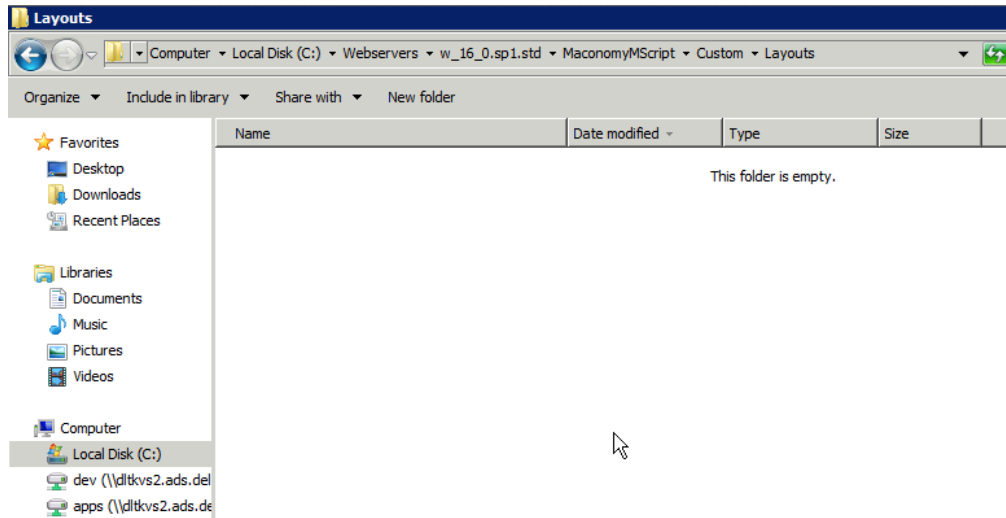 Layouts
Computer Local Disk (C:) Webservers w_16_0.sp1.std MaconomyMScript Custom Layouts
Organize Include in library Share with New folder
Name Date modified Type Size
This folder is empty.
Favorites
Desktop
Downloads
Recent Places
Libraries
Documents
Music
Pictures
Videos
Computer
Local Disk (C:)
dev (\\dltkvs2.ads.del
apps (\\dltkvs2.ads.de